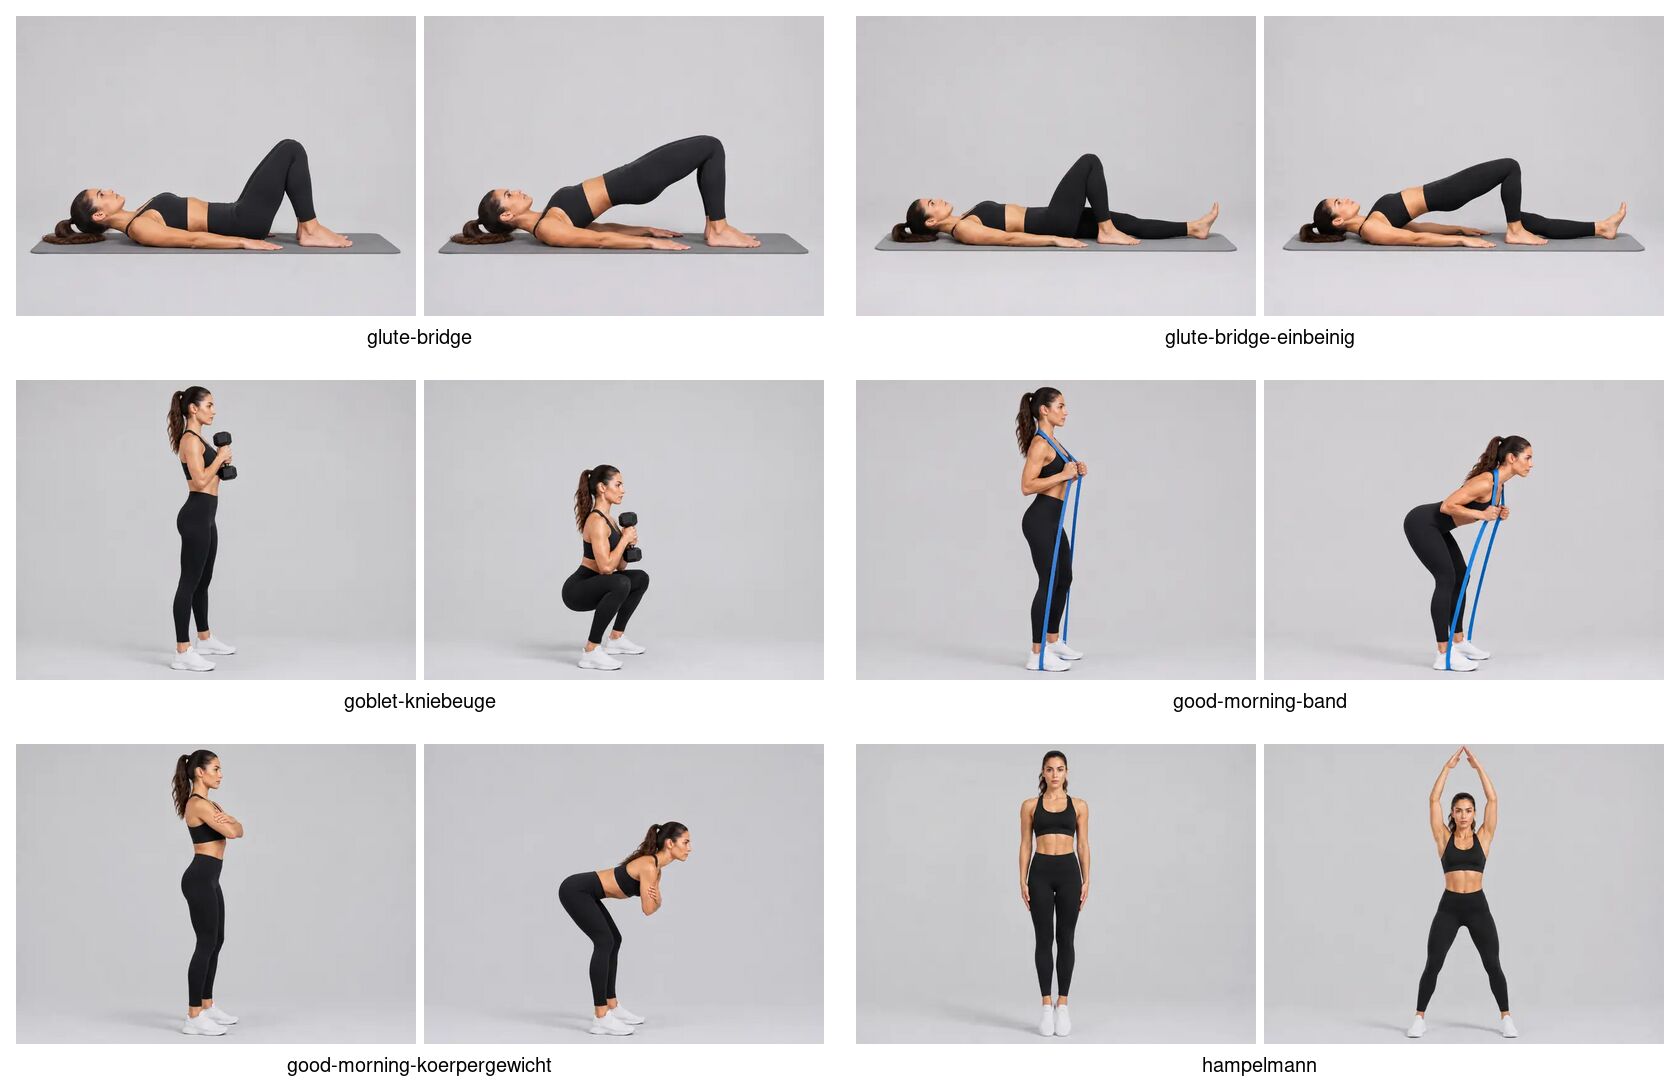 glute-bridge
glute-bridge-einbeinig
goblet-kniebeuge
good-morning-band
good-morning-koerpergewicht
hampelmann